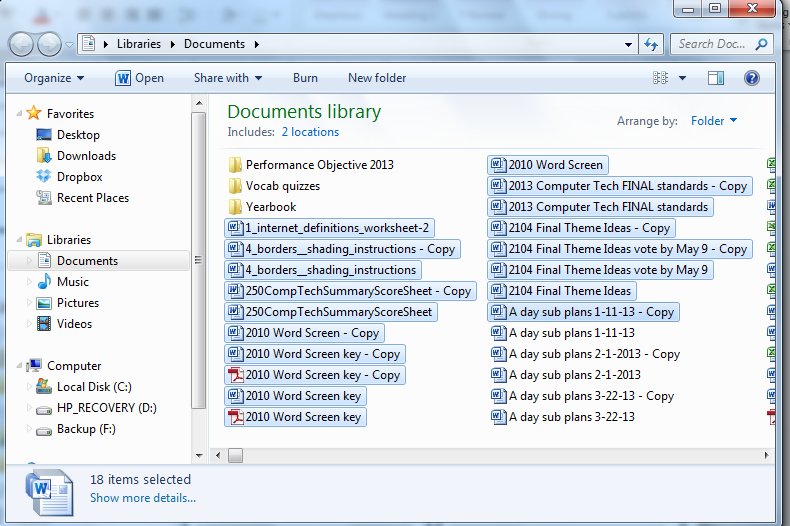 Libraries Documents
Search Doc...
Organize Open Share with Burn New folder
Favorites
Desktop
Downloads
Dropbox
Recent Places
Libraries
Documents
Music
Pictures
Videos
Computer
Local Disk (C:)
HP_RECOVERY (D:)
Backup (F:)
Documents library
Includes: 2 locations
Arrange by: Folder
Performance Objective 2013
Vocab quizzes
Yearbook
1_internet_definitions_worksheet-2
4_borders__shading_instructions - Copy
4_borders__shading_instructions
250CompTechSummaryScoreSheet - Copy
250CompTechSummaryScoreSheet
2010 Word Screen - Copy
2010 Word Screen key - Copy
2010 Word Screen key - Copy
2010 Word Screen key
2010 Word Screen key
2010 Word Screen
2013 Computer Tech FINAL standards - Copy
2013 Computer Tech FINAL standards
2104 Final Theme Ideas - Copy
2104 Final Theme Ideas vote by May 9 - Copy
2104 Final Theme Ideas vote by May 9
2104 Final Theme Ideas
A day sub plans 1-11-13 - Copy
A day sub plans 1-11-13
A day sub plans 2-1-2013 - Copy
A day sub plans 2-1-2013
A day sub plans 3-22-13 - Copy
A day sub plans 3-22-13
18 items selected
Show more details...